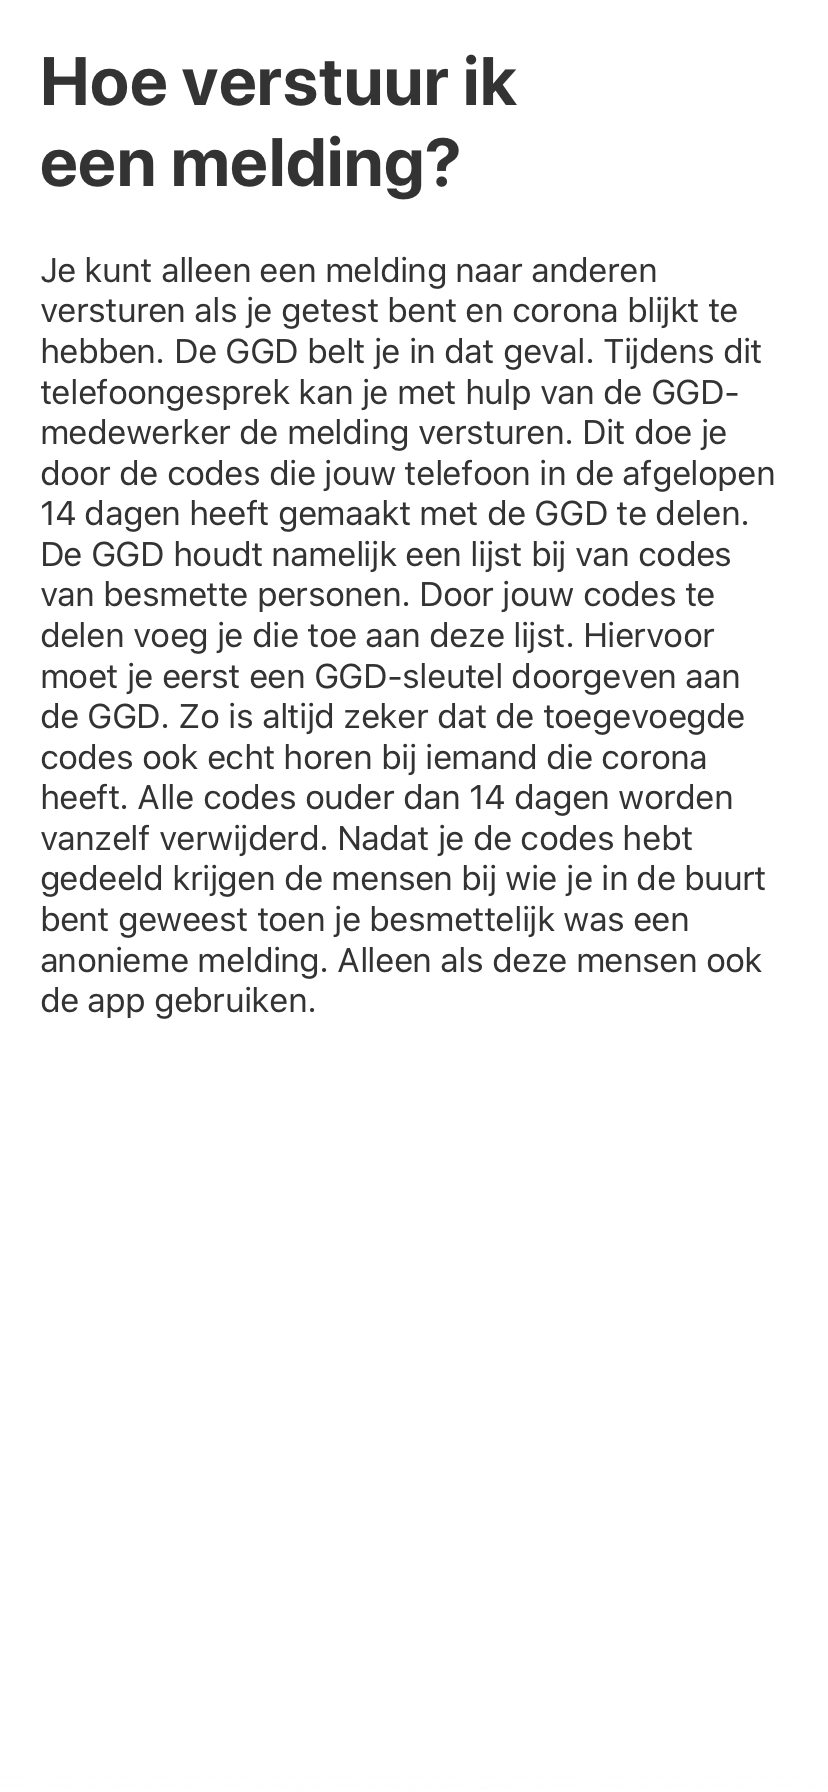 Hoe verstuur ik
een melding?
Je kunt alleen een melding naar anderen
versturen als je getest bent en corona blijkt te
hebben. De GGD belt je in dat geval. Tijdens dit
telefoongesprek kan je met hulp van de GGD-
medewerker de melding versturen. Dit doe je
door de codes die jouw telefoon in de afgelopen
14 dagen heeft gemaakt met de GGD te delen.
De GGD houdt namelijk een lijst bij van codes
van besmette personen. Door jouw codes te
delen voeg je die toe aan deze lijst. Hiervoor
moet je eerst een GGD-sleutel doorgeven aan
de GGD. Zo is altijd zeker dat de toegevoegde
codes ook echt horen bij iemand die corona
heeft. Alle codes ouder dan 14 dagen worden
vanzelf verwijderd. Nadat je de codes hebt
gedeeld krijgen de mensen bij wie je in de buurt
bent geweest toen je besmettelijk was een
anonieme melding. Alleen als deze mensen ook
de app gebruiken.